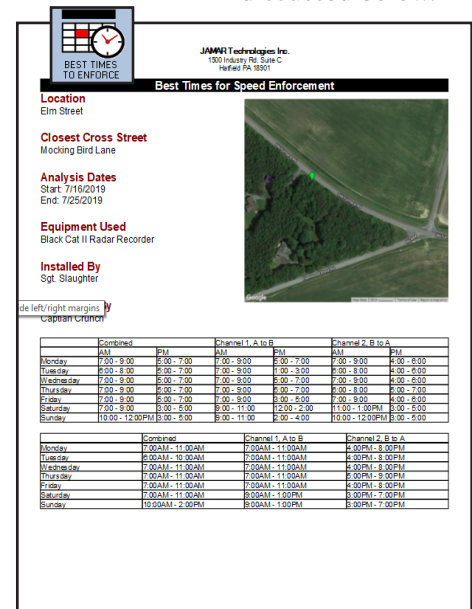 BEST TIMES
TO ENFORCE
JAMAR Technologies Inc.
1500 Industry Rd. Suite C
Hatfield PA 18901
Best Times for Speed Enforcement
Location
Elm Street
Closest Cross Street
Mocking Bird Lane
Analysis Dates
Start: 7/16/2019
End: 7/25/2019
Equipment Used
Black Cat II Radar Recorder
Installed By
Sgt. Slaughter
de left/right margins
y
Captian Crunch
Google
Combined Channel 1, A to B Channel 2, B to A
AM PM AM PM AM PM
Monday 7:00 - 9:00 5:00 - 7:00 7:00 - 9:00 5:00 - 7:00 7:00 - 9:00 4:00 - 6:00
Tuesday 6:00 - 8:00 5:00 - 7:00 7:00 - 9:00 1:00 - 3:00 6:00 - 8:00 4:00 - 6:00
Wednesday 7:00 - 9:00 5:00 - 7:00 7:00 - 9:00 5:00 - 7:00 7:00 - 9:00 4:00 - 6:00
Thursday 7:00 - 9:00 5:00 - 7:00 7:00 - 9:00 5:00 - 7:00 6:00 - 8:00 5:00 - 7:00
Friday 7:00 - 9:00 5:00 - 7:00 7:00 - 9:00 3:00 - 5:00 7:00 - 9:00 4:00 - 6:00
Saturday 7:00 - 9:00 3:00 - 5:00 9:00 - 11:00 12:00 - 2:00 11:00 - 1:00PM 3:00 - 5:00
Sunday 10:00 - 12:00PM 3:00 - 5:00 9:00 - 11:00 2:00 - 4:00 10:00 - 12:00PM 3:00 - 5:00
Combined Channel 1, A to B Channel 2, B to A
Monday 7:00AM - 11:00AM 7:00AM - 11:00AM 4:00PM - 8:00PM
Tuesday 6:00AM - 10:00AM 7:00AM - 11:00AM 4:00PM - 8:00PM
Wednesday 7:00AM - 11:00AM 7:00AM - 11:00AM 4:00PM - 8:00PM
Thursday 7:00AM - 11:00AM 7:00AM - 11:00AM 5:00PM - 9:00PM
Friday 7:00AM - 11:00AM 7:00AM - 11:00AM 4:00PM - 8:00PM
Saturday 7:00AM - 11:00AM 9:00AM - 1:00PM 3:00PM - 7:00PM
Sunday 10:00AM - 2:00PM 9:00AM - 1:00PM 3:00PM - 7:00PM